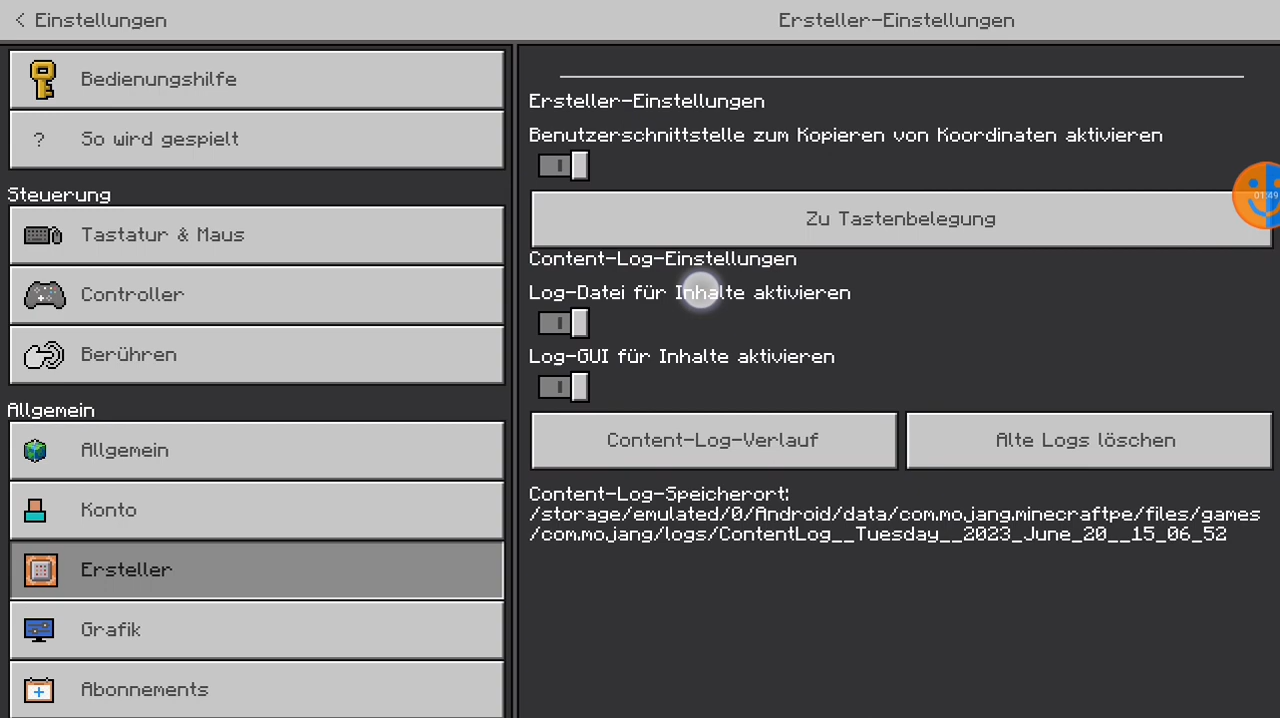 Einstellungen
Ersteller-Einstellungen
Bedienungshilfe
? So wird gespielt
Steuerung
Tastatur & Maus
Controller
Berühren
Allgemein
Allgemein
Konto
Ersteller
Grafik
Abonnements
Ersteller-Einstellungen
Benutzerschnittstelle zum Kopieren von Koordinaten aktivieren
Zu Tastenbelegung
01:49
Content-Log-Einstellungen
Log-Datei für Inhalte aktivieren
Log-GUI für Inhalte aktivieren
Content-Log-Verlauf
Alte Logs löschen
Content-Log-Speicherort:
/storage/emulated/0/Android/data/com.mojang.minecraftpe/files/games
/com.mojang/logs/ContentLog__Tuesday__2023_June_20__15_06_52